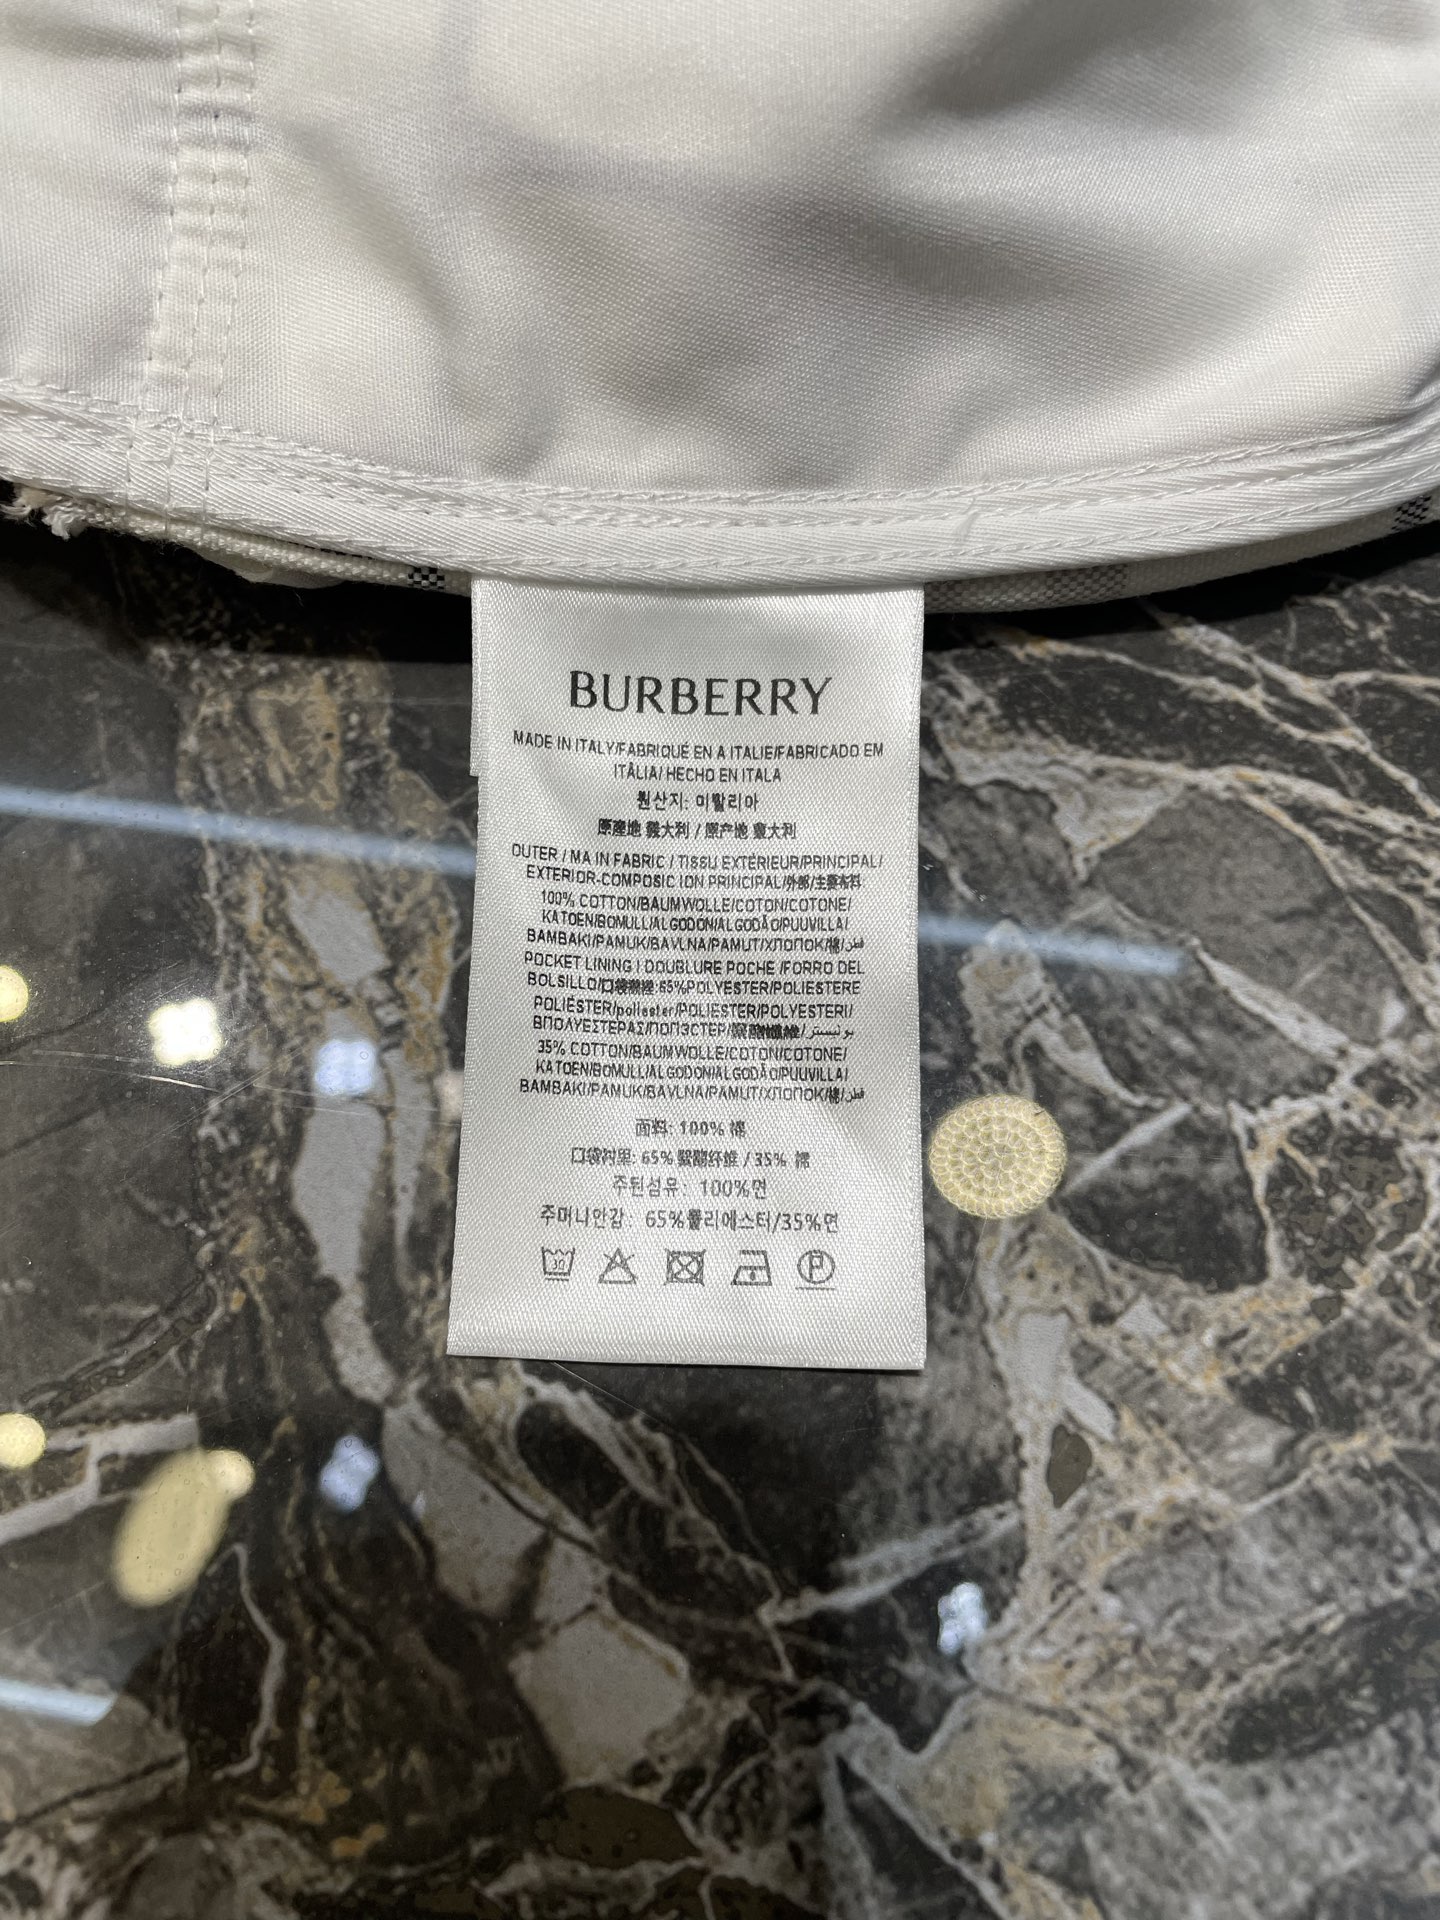 BURBERRY
MADE IN ITALY/FABRIQUÉ EN A ITALIE/FABRICADO EM
ITÂLIA/ HECHO EN ITALA
원산지: 이탈리아
原產地 義大利 / 原产地 意大利
OUTER / MA IN FABRIC / TISSU EXTÉRIEUR/PRINCIPAL/
EXTERIOR-COMPOSIC ION PRINCIPAL/外部/主要布料
100% COTTON/BAUMWOLLE/COTON/COTONE/
KATOEN/BOMULL/ALGODÓN/ALGODÃO/PUUVILLA/
BAMBAKI/PAMUK/BAVLNA/PAMUT/ХЛОПОК/棉/قطن
POCKET LINING | DOUBLURE POCHE /FORRO DEL
BOLSILLO/口袋 65%POLYESTER/POLIESTERE
POLIÉSTER/poliester/POLIESTER/POLYESTERI/
35% COTTON/BAUMWOLLE/COTON/COTONE/
KATOEN/BOMULL/ALGODON/ALGODÃO/PUUVILLA/
BAMBAKI/PAMUK/BAVLNA/PAMUT/ХЛОПОК/棉/قطن
面料: 100% 棉
口袋衬里: 65% 纤维 / 35% 棉
주된섬유: 100%면
주머니안감: 65%폴리에스터/35%면
30
P